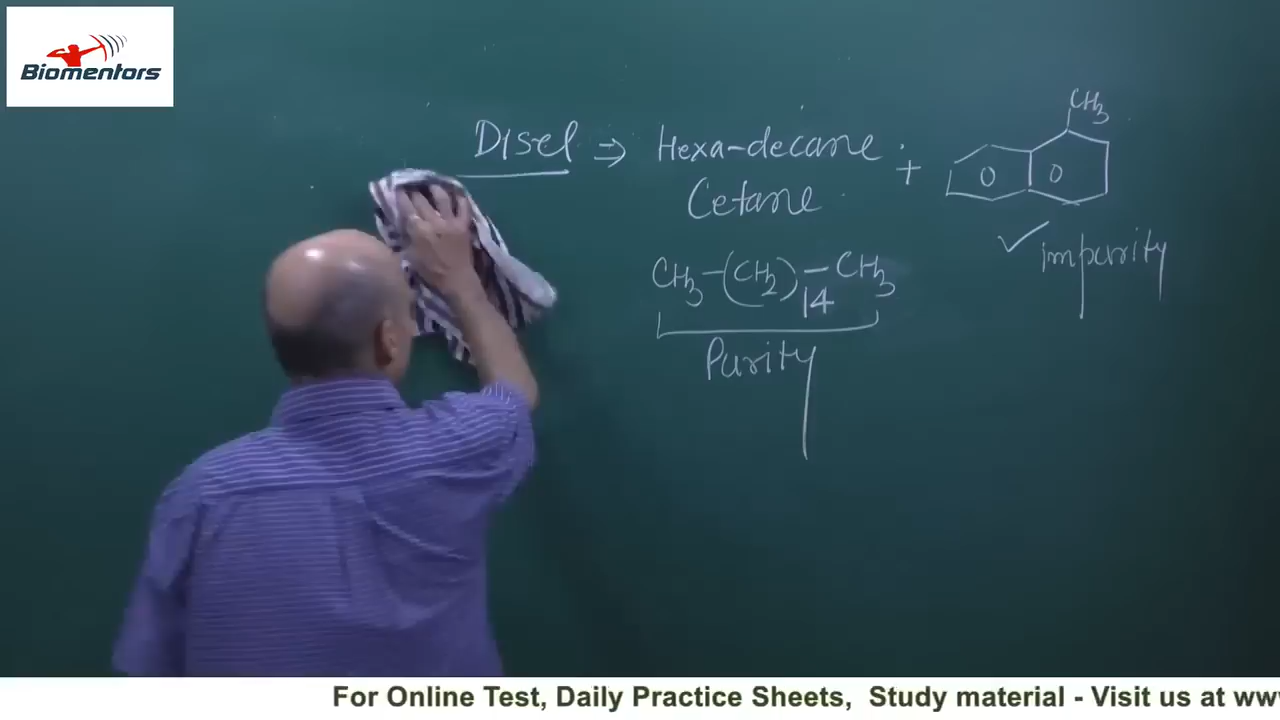 Biomentors
Disel ⇒ Hexa-decane + CH3
Cetane
CH3-(CH2)14-CH3
✓ impurity
Purity
For Online Test, Daily Practice Sheets, Study material - Visit us at www